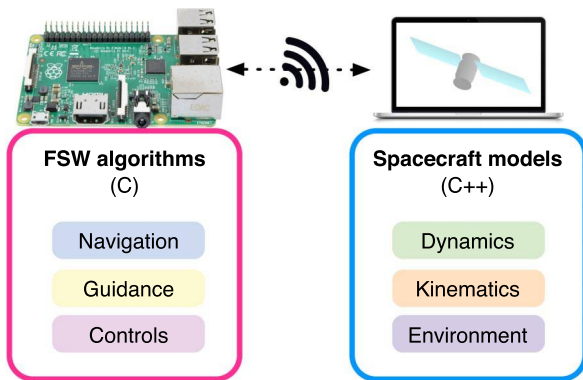 FSW algorithms
(C)
Navigation
Guidance
Controls
Spacecraft models
(C++)
Dynamics
Kinematics
Environment